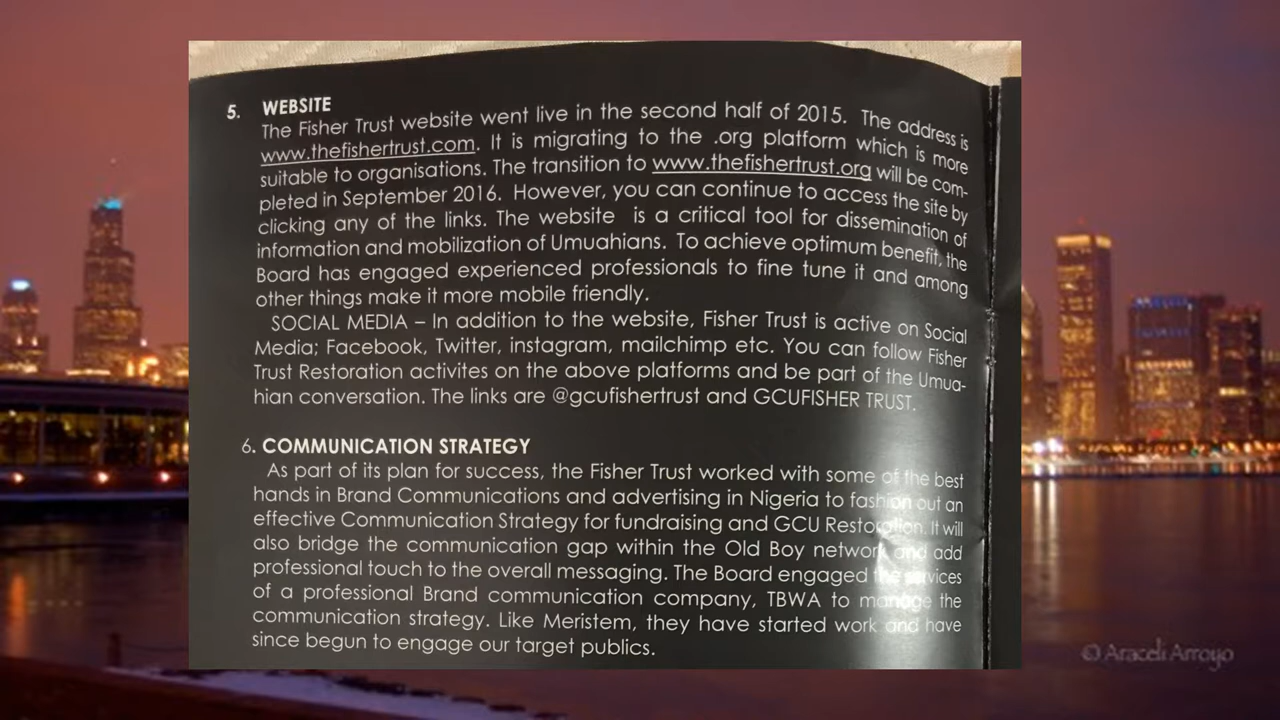 5. WEBSITE
The Fisher Trust website went live in the second half of 2015. The address is
www.thefishertrust.com. It is migrating to the .org platform which is more
suitable to organisations. The transition to www.thefishertrust.org will be com-
pleted in September 2016. However, you can continue to access the site by
clicking any of the links. The website is a critical tool for dissemination of
information and mobilization of Umuahians. To achieve optimum benefit, the
Board has engaged experienced professionals to fine tune it and among
other things make it more mobile friendly.
SOCIAL MEDIA – In addition to the website, Fisher Trust is active on Social
Media; Facebook, Twitter, instagram, mailchimp etc. You can follow Fisher
Trust Restoration activites on the above platforms and be part of the Umua-
hian conversation. The links are @gcufishertrust and GCUFISHER TRUST.
6. COMMUNICATION STRATEGY
As part of its plan for success, the Fisher Trust worked with some of the best
hands in Brand Communications and advertising in Nigeria to fashion out an
effective Communication Strategy for fundraising and GCU Restoration. It will
also bridge the communication gap within the Old Boy network and add
professional touch to the overall messaging. The Board engaged the services
of a professional Brand communication company, TBWA to manage the
communication strategy. Like Meristem, they have started work and have
since begun to engage our target publics.
© Araceli Arroyo